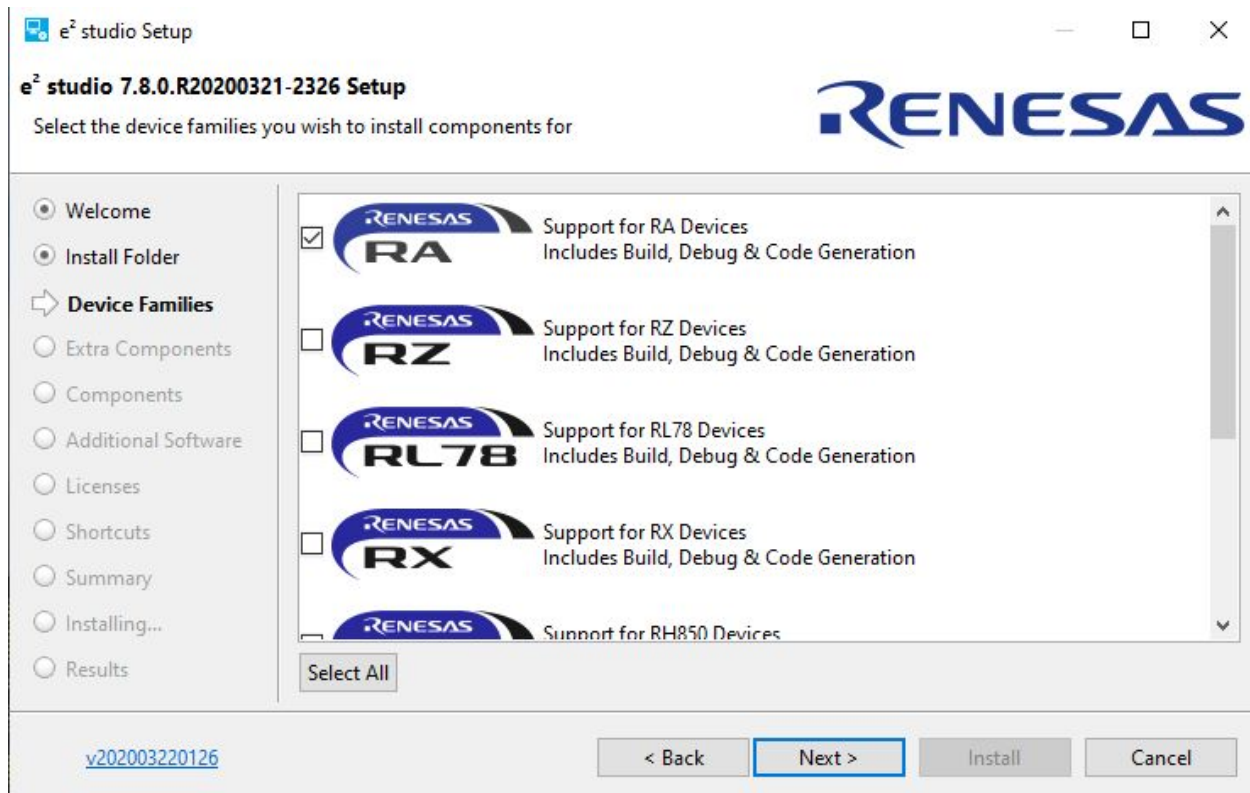 e² studio Setup
e² studio 7.8.0.R20200321-2326 Setup
Select the device families you wish to install components for
RENESAS
Welcome
Install Folder
Device Families
Extra Components
Components
Additional Software
Licenses
Shortcuts
Summary
Installing...
Results
RENESAS
RA
Support for RA Devices
Includes Build, Debug & Code Generation
RENESAS
RZ
Support for RZ Devices
Includes Build, Debug & Code Generation
RENESAS
RL78
Support for RL78 Devices
Includes Build, Debug & Code Generation
RENESAS
RX
Support for RX Devices
Includes Build, Debug & Code Generation
RENESAS
Support for RH850 Devices
Select All
v202003220126
< Back
Next >
Install
Cancel